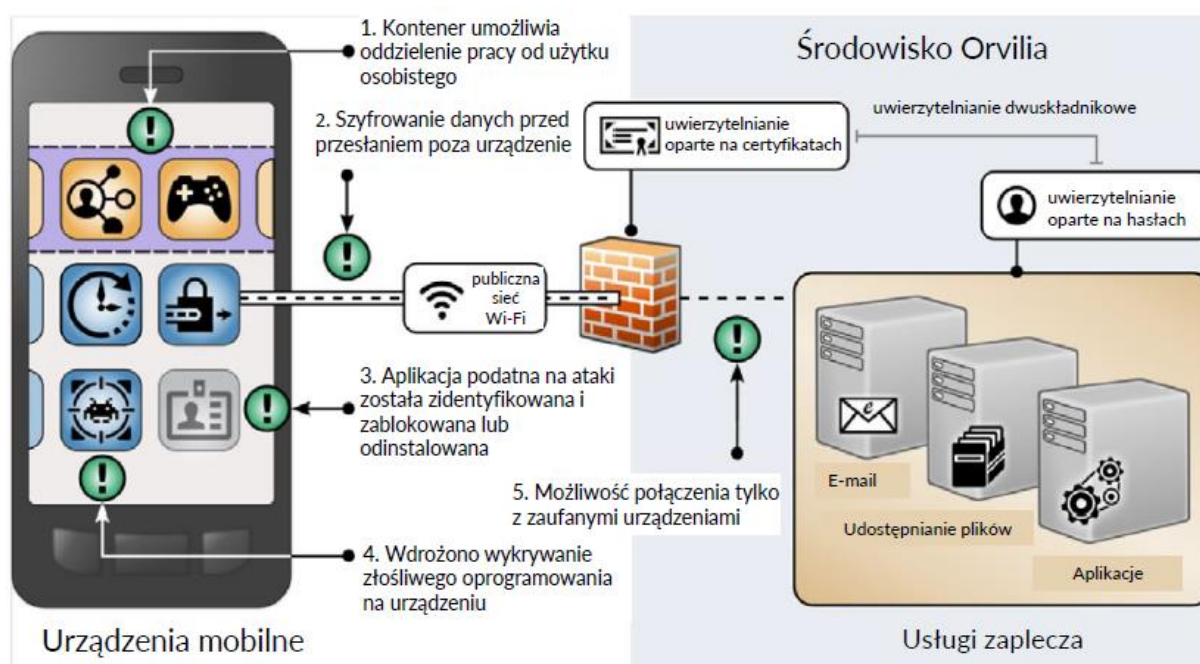 1. Kontener umożliwia
oddzielenie pracy od użytku
osobistego
Środowisko Orvilia
2. Szyfrowanie danych przed
przesłaniem poza urządzenie
uwierzytelnianie
oparte na certyfikatach
uwierzytelnianie dwuskładnikowe
uwierzytelnianie
oparte na hasłach
publiczna
sieć
Wi-Fi
3. Aplikacja podatna na ataki
została zidentyfikowana i
zablokowana lub
odinstalowana
5. Możliwość połączenia tylko
z zaufanymi urządzeniami
E-mail
Udostępnianie plików
Aplikacje
4. Wdrożono wykrywanie
złośliwego oprogramowania
na urządzeniu
Urządzenia mobilne
Usługi zaplecza